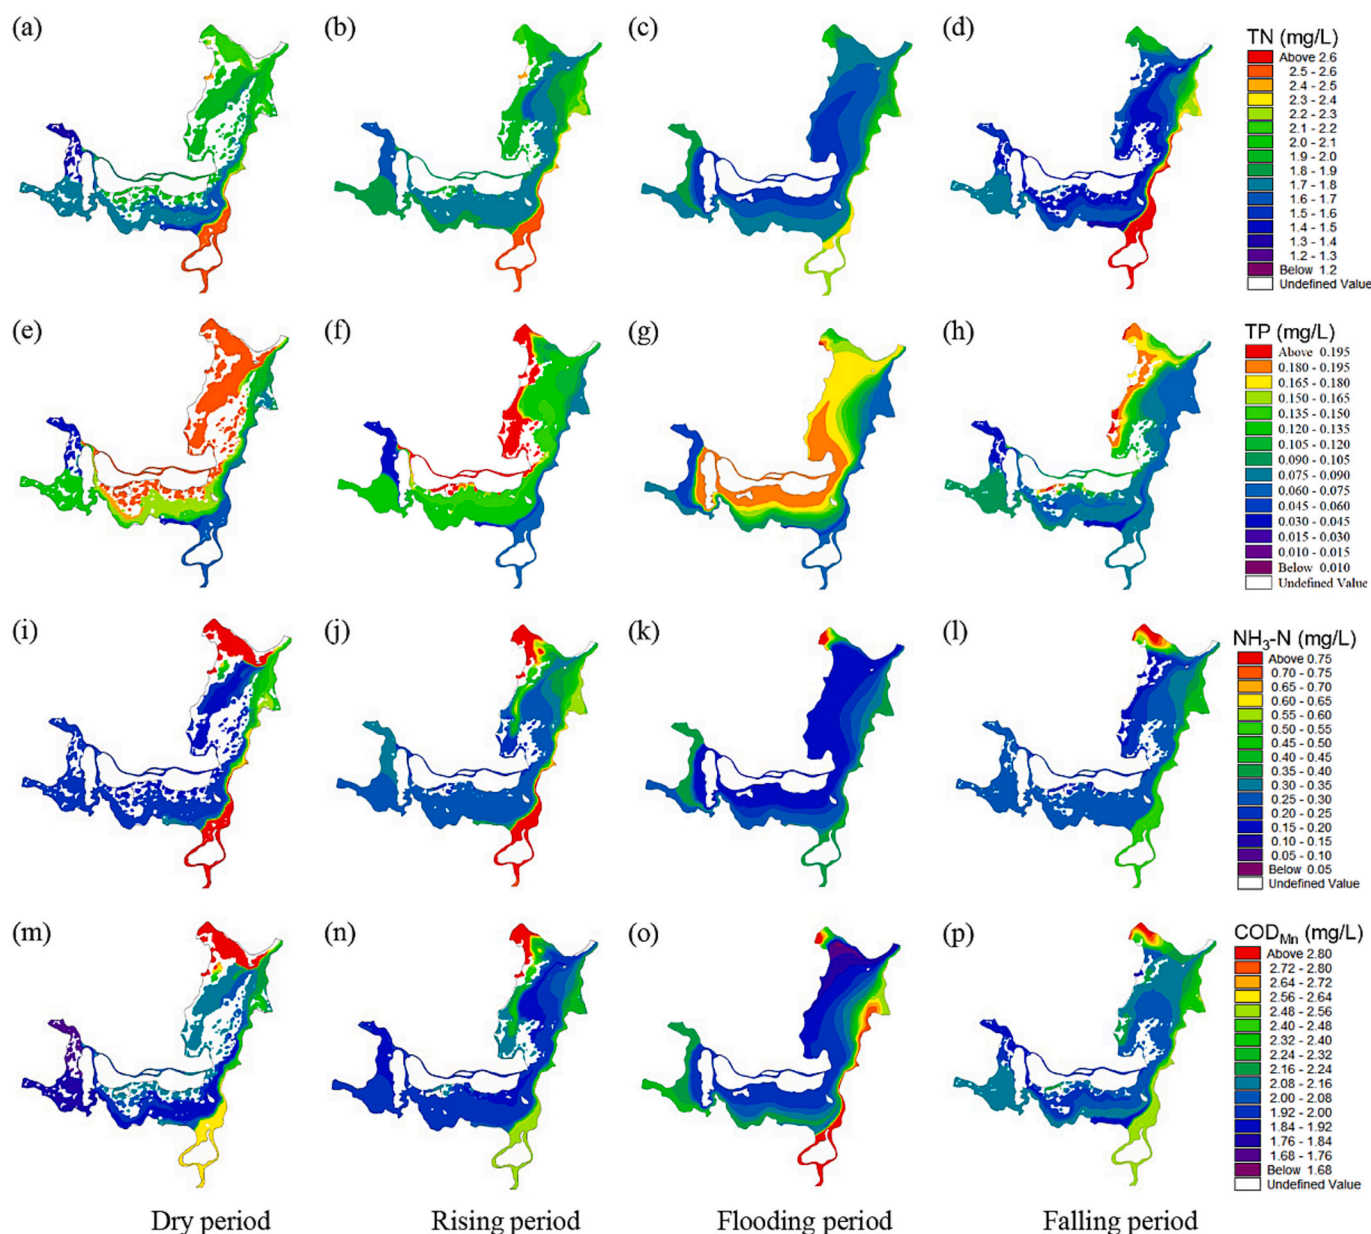 (a)
(b)
(c)
(d)
TN (mg/L)
Above 2.6
2.5 - 2.6
2.4 - 2.5
2.3 - 2.4
2.2 - 2.3
2.1 - 2.2
2.0 - 2.1
1.9 - 2.0
1.8 - 1.9
1.7 - 1.8
1.6 - 1.7
1.5 - 1.6
1.4 - 1.5
1.3 - 1.4
1.2 - 1.3
Below 1.2
Undefined Value
(e)
(f)
(g)
(h)
TP (mg/L)
Above 0.195
0.180 - 0.195
0.165 - 0.180
0.150 - 0.165
0.135 - 0.150
0.120 - 0.135
0.105 - 0.120
0.090 - 0.105
0.075 - 0.090
0.060 - 0.075
0.045 - 0.060
0.030 - 0.045
0.015 - 0.030
0.010 - 0.015
Below 0.010
Undefined Value
(i)
(j)
(k)
(l)
NH3-N (mg/L)
Above 0.75
0.70 - 0.75
0.65 - 0.70
0.60 - 0.65
0.55 - 0.60
0.50 - 0.55
0.45 - 0.50
0.40 - 0.45
0.35 - 0.40
0.30 - 0.35
0.25 - 0.30
0.20 - 0.25
0.15 - 0.20
0.10 - 0.15
0.05 - 0.10
Below 0.05
Undefined Value
(m)
(n)
(o)
(p)
CODMn (mg/L)
Above 2.80
2.72 - 2.80
2.64 - 2.72
2.56 - 2.64
2.48 - 2.56
2.40 - 2.48
2.32 - 2.40
2.24 - 2.32
2.16 - 2.24
2.08 - 2.16
2.00 - 2.08
1.92 - 2.00
1.84 - 1.92
1.76 - 1.84
1.68 - 1.76
Below 1.68
Undefined Value
Dry period
Rising period
Flooding period
Falling period